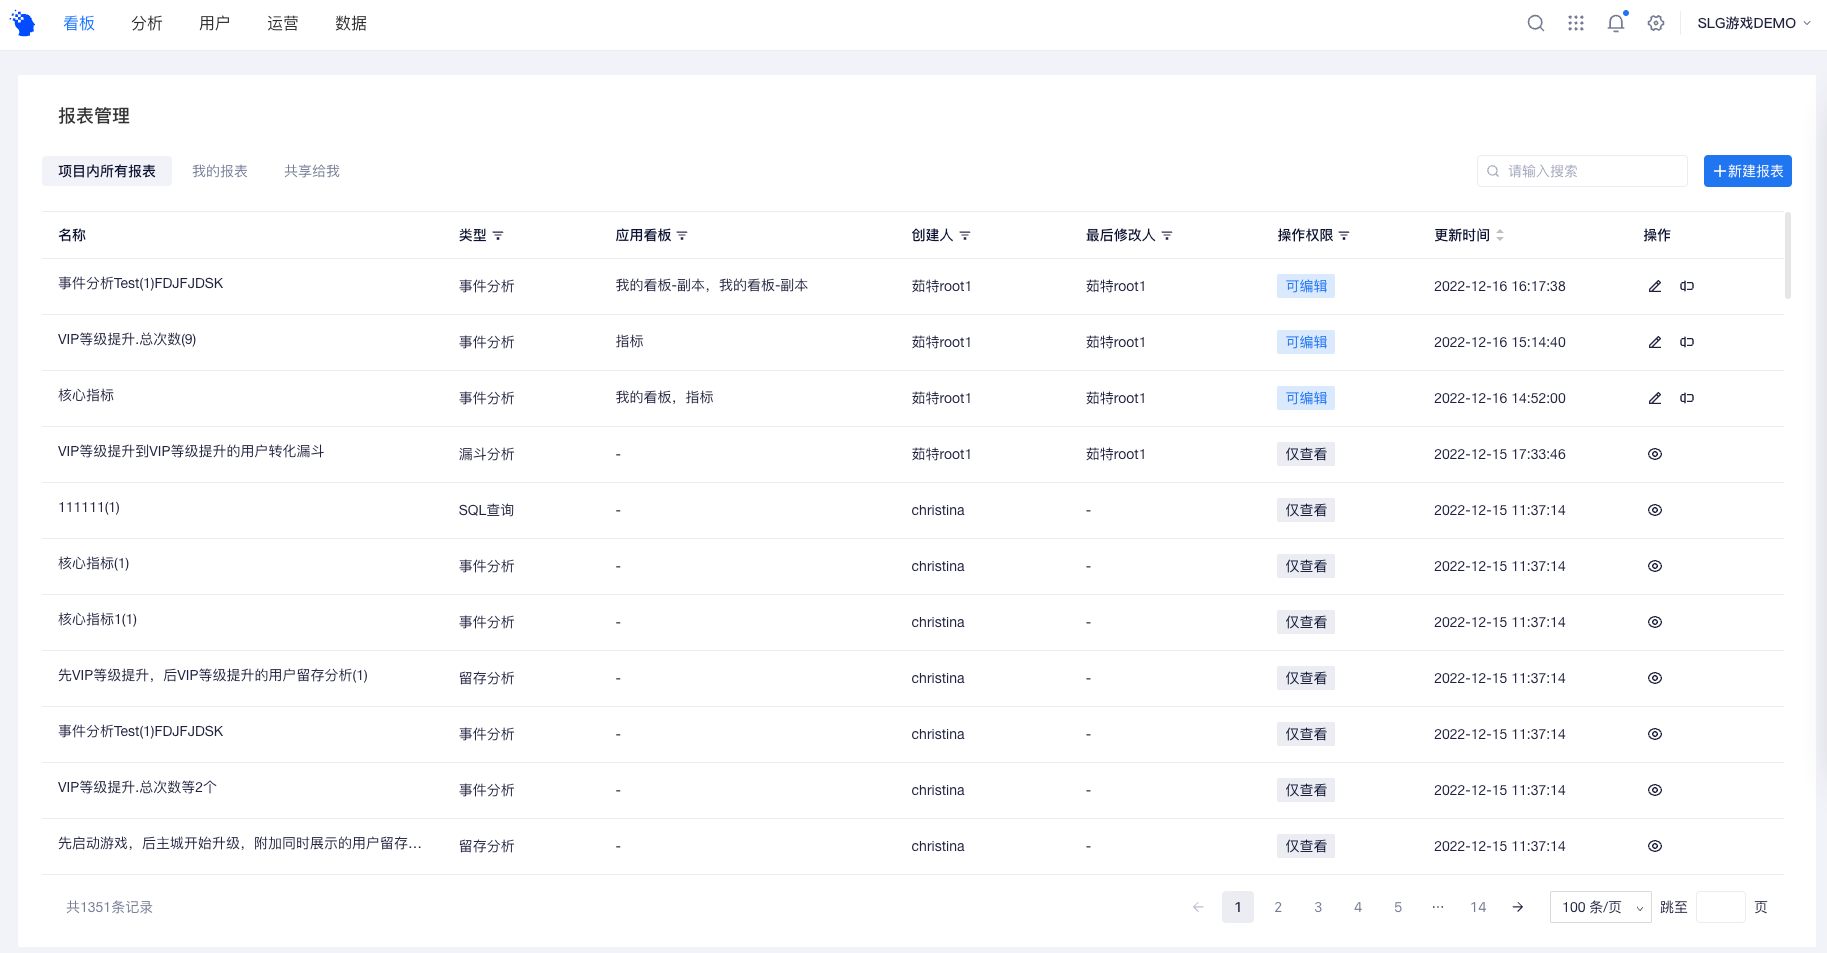 看板 分析 用户 运营 数据 SLG游戏DEMO
报表管理
项目内所有报表 我的报表 共享给我 请输入搜索 +新建报表
名称 类型 应用看板 创建人 最后修改人 操作权限 更新时间 操作
事件分析Test(1)FDJFJDSK 事件分析 我的看板-副本，我的看板-副本 茹特root1 茹特root1 可编辑 2022-12-16 16:17:38
VIP等级提升.总次数(9) 事件分析 指标 茹特root1 茹特root1 可编辑 2022-12-16 15:14:40
核心指标 事件分析 我的看板，指标 茹特root1 茹特root1 可编辑 2022-12-16 14:52:00
VIP等级提升到VIP等级提升的用户转化漏斗 漏斗分析 - 茹特root1 茹特root1 仅查看 2022-12-15 17:33:46
111111(1) SQL查询 - christina - 仅查看 2022-12-15 11:37:14
核心指标(1) 事件分析 - christina - 仅查看 2022-12-15 11:37:14
核心指标1(1) 事件分析 - christina - 仅查看 2022-12-15 11:37:14
先VIP等级提升，后VIP等级提升的用户留存分析(1) 留存分析 - christina - 仅查看 2022-12-15 11:37:14
事件分析Test(1)FDJFJDSK 事件分析 - christina - 仅查看 2022-12-15 11:37:14
VIP等级提升.总次数等2个 事件分析 - christina - 仅查看 2022-12-15 11:37:14
先启动游戏，后主城开始升级，附加同时展示的用户留存... 留存分析 - christina - 仅查看 2022-12-15 11:37:14
共1351条记录 ← 1 2 3 4 5 ··· 14 → 100 条/页 跳至 页